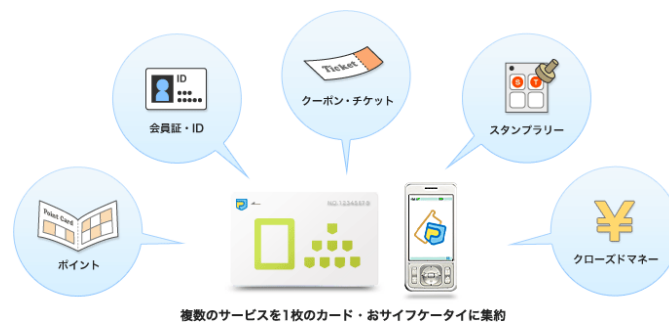 Ticket
クーポン・チケット
ID
会員証・ID
S T
スタンプラリー
Point Card
ポイント
NO.1234567®
P
クローズドマネー
複数のサービスを1枚のカード・おサイフケータイに集約